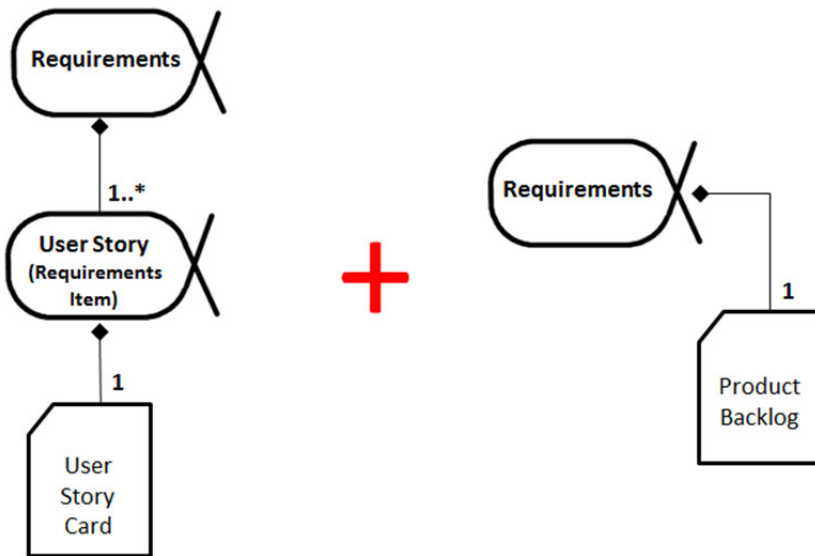 Requirements
1..*
User Story
(Requirements
Item)
1
User
Story
Card
Requirements
1
Product
Backlog